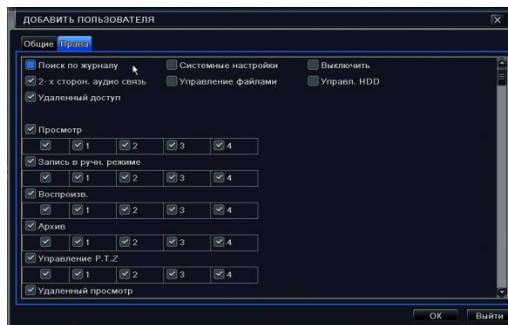 ДОБАВИТЬ ПОЛЬЗОВАТЕЛЯ
Общие Права
Поиск по журналу Системные настройки Выключить
2- х сторон. аудио связь Управление файлами Управл. HDD
Удаленный доступ
Просмотр
1 2 3 4
Запись в ручн. режиме
1 2 3 4
Воспроизв.
1 2 3 4
Архив
1 2 3 4
Управление P.T.Z
1 2 3 4
Удаленный просмотр
OK Выйти